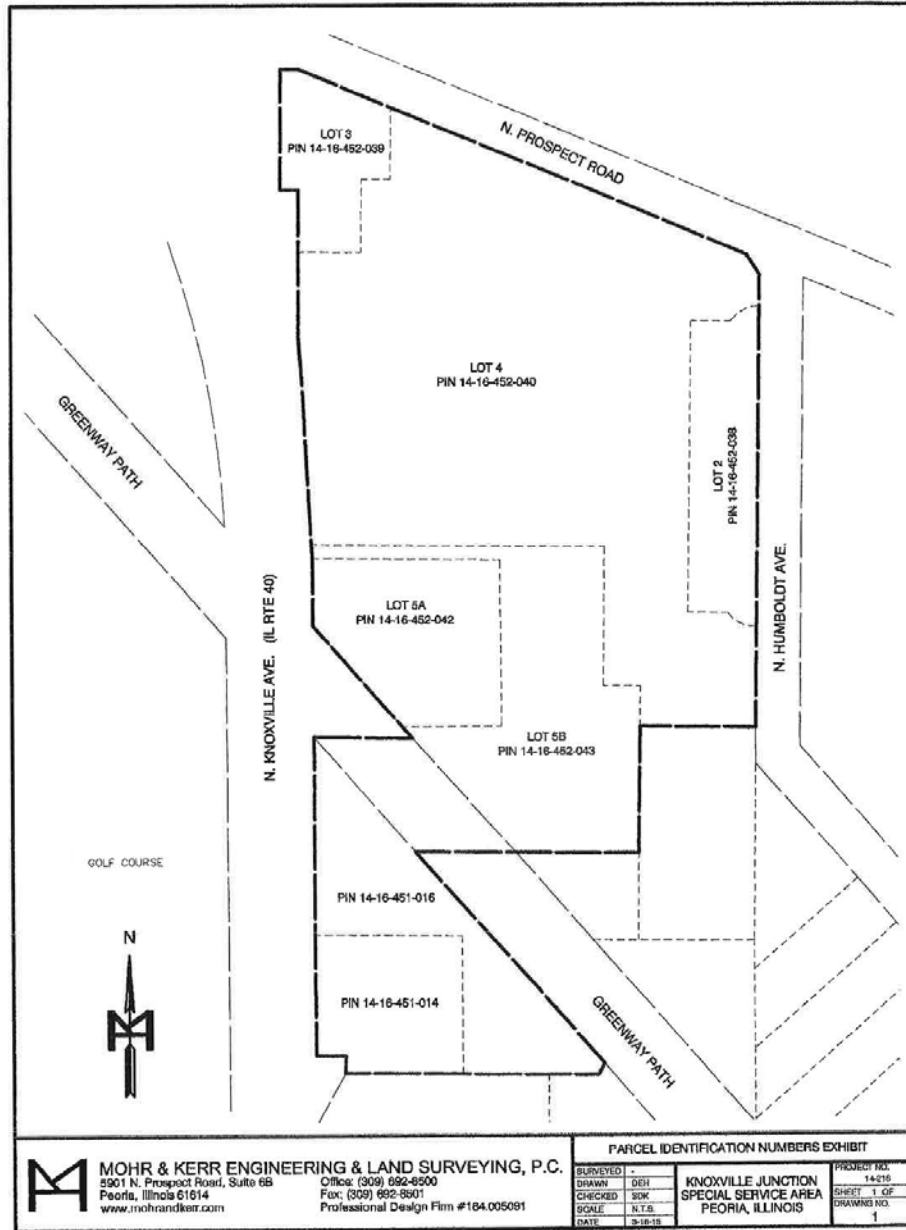 LOT 3
PIN 14-16-452-039
N. PROSPECT ROAD
LOT 4
PIN 14-16-452-040
GREENWAY PATH
LOT 2
PIN 14-16-452-038
N. KNOXVILLE AVE. (IL RTE 40)
LOT 5A
PIN 14-16-452-042
N. HUMBOLDT AVE.
LOT 5B
PIN 14-16-452-043
GOLF COURSE
PIN 14-16-451-016
N
PIN 14-16-451-014
GREENWAY PATH
MOHR & KERR ENGINEERING & LAND SURVEYING, P.C.
5901 N. Prospect Road, Suite 6B
Peoria, Illinois 61614
www.mohrandkerr.com
Office: (309) 692-8500
Fax: (309) 692-8501
Professional Design Firm #184.005091
PARCEL IDENTIFICATION NUMBERS EXHIBIT
SURVEYED -
DRAWN DEH
CHECKED SDK
SCALE N.T.S.
DATE
KNOXVILLE JUNCTION
SPECIAL SERVICE AREA
PEORIA, ILLINOIS
PROJECT NO.
14-216
SHEET 1 OF
DRAWING NO.
1